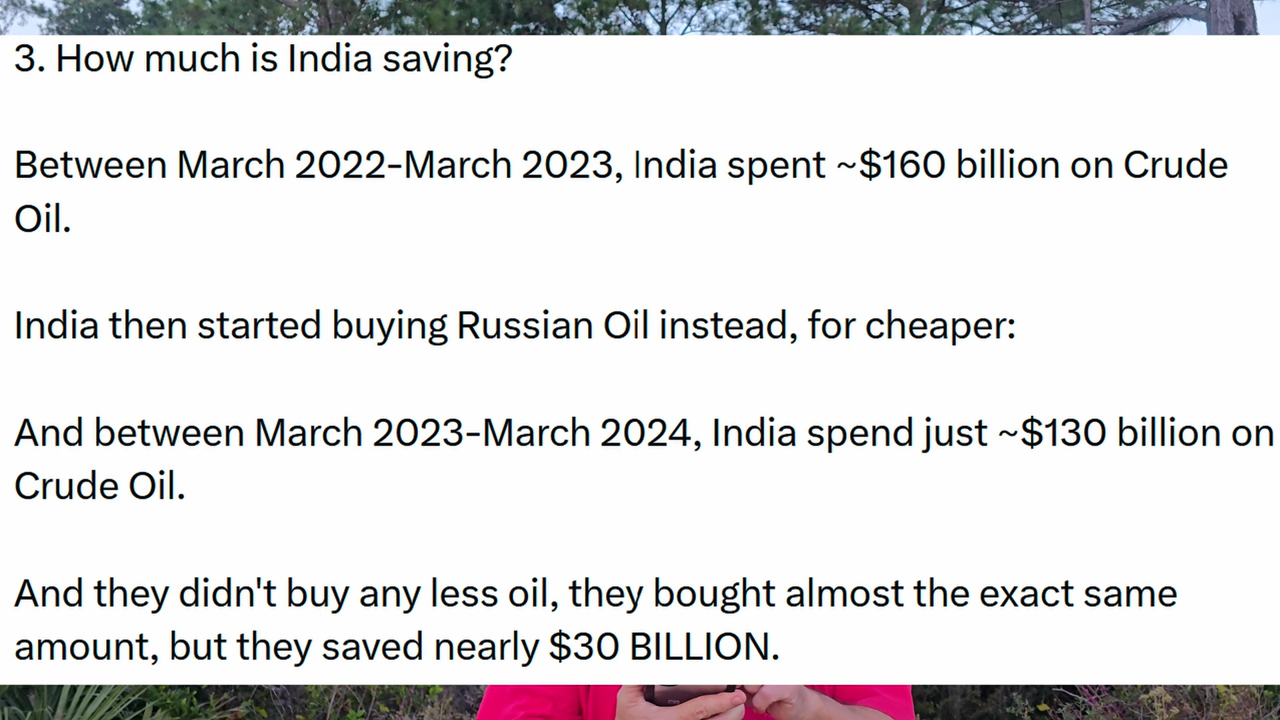 3. How much is India saving?
Between March 2022-March 2023, India spent ~$160 billion on Crude
Oil.
India then started buying Russian Oil instead, for cheaper:
And between March 2023-March 2024, India spend just ~$130 billion on
Crude Oil.
And they didn't buy any less oil, they bought almost the exact same
amount, but they saved nearly $30 BILLION.